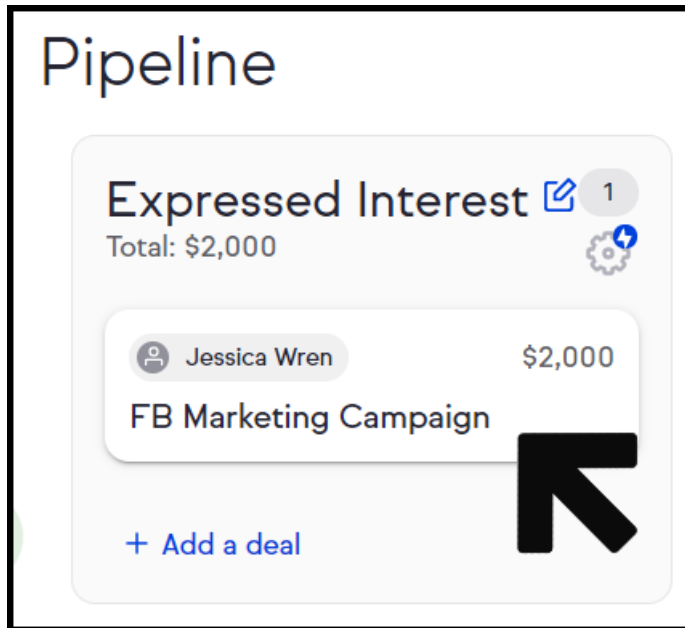 Pipeline
Expressed Interest 1
Total: $2,000
Jessica Wren $2,000
FB Marketing Campaign
+ Add a deal